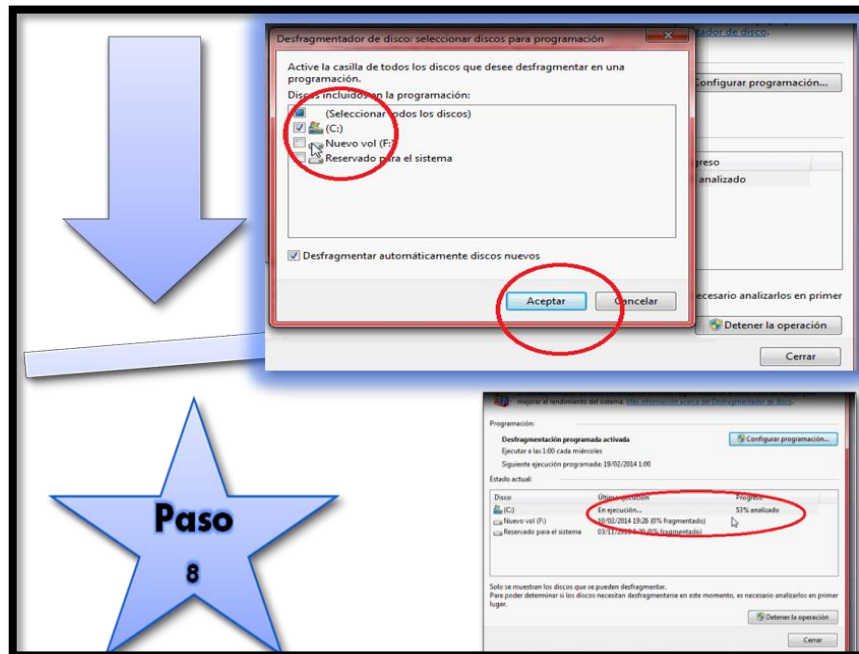 Desfragmentador de disco: seleccionar discos para programación
Active la casilla de todos los discos que desee desfragmentar en una
programación.
Discos incluidos en la programación:
(Seleccionar todos los discos)
(C:)
Nuevo vol (F:)
Reservado para el sistema
Desfragmentar automáticamente discos nuevos
Aceptar
Cancelar
tador de disco.
Configurar programación...
reso
analizado
ecesario analizarlos en primer
Detener la operación
Cerrar
Paso
8
mejorar el rendimiento del sistema. Más información acerca del Desfragmentador de disco.
Programación:
Desfragmentación programada activada
Configurar programación...
Ejecutar a las 1:00 cada miércoles
Siguiente ejecución programada: 19/02/2014 1:00
Estado actual:
Disco Última ejecución Progreso
(C:) En ejecución... 53% analizado
Nuevo vol (F:) 10/02/2014 19:26 (0% fragmentado)
Reservado para el sistema (0% fragmentado)
Solo se muestran los discos que se pueden desfragmentar.
Para poder determinar si los discos necesitan desfragmentarse en este momento, es necesario analizarlos en primer
lugar.
Detener la operación
Cerrar